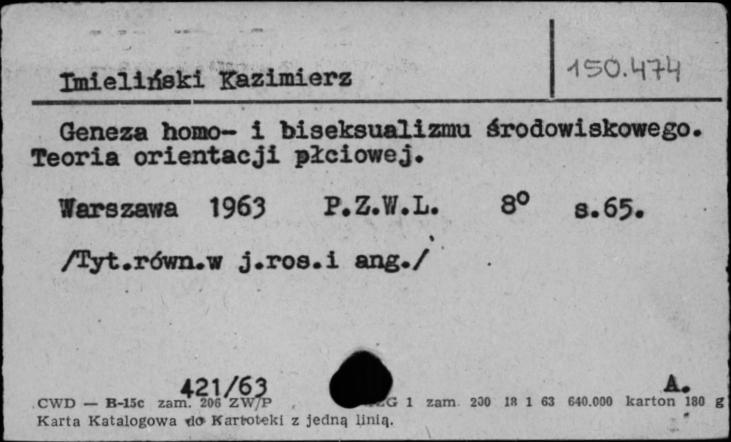 Imieliński Kazimierz
150.474
Geneza homo- i biseksualizmu środowiskowego.
Teoria orientacji płciowej.
Warszawa 1963 P.Z.W.L. 8° s.65.
/Tyt.równ.w j.ros.i ang./
421/63 A.
CWD — B-15c zam. 206 ZW/P G 1 zam. 200 18 1 63 640.000 karton 180 g
Karta Katalogowa do Kartoteki z jedną linią.